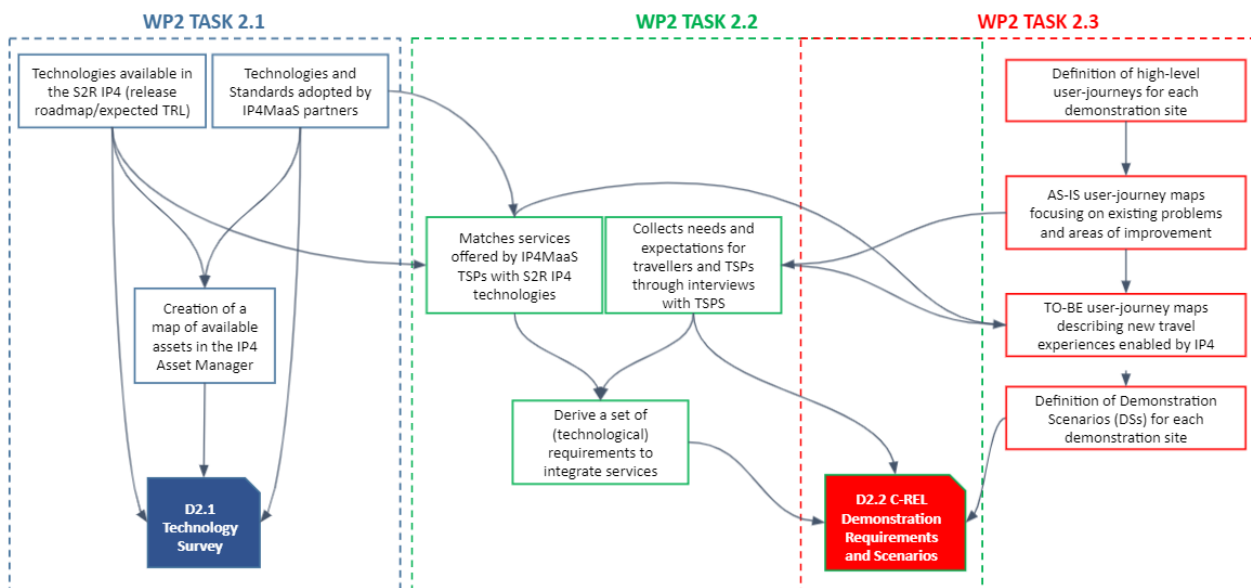 WP2 TASK 2.1
WP2 TASK 2.2
WP2 TASK 2.3
Technologies available in
the S2R IP4 (release
roadmap/expected TRL)
Technologies and
Standards adopted by
IP4MaaS partners
Definition of high-level
user-journeys for each
demonstration site
AS-IS user-journey maps
focusing on existing problems
and areas of improvement
Matches services
offered by IP4MaaS
TSPs with S2R IP4
technologies
Collects needs and
expectations for
travellers and TSPs
through interviews
with TSPS
Creation of a
map of available
assets in the IP4
Asset Manager
TO-BE user-journey maps
describing new travel
experiences enabled by IP4
Derive a set of
(technological)
requirements to
integrate services
Definition of Demonstration
Scenarios (DSs) for each
demonstration site
D2.1
Technology
Survey
D2.2 C-REL
Demonstration
Requirements
and Scenarios